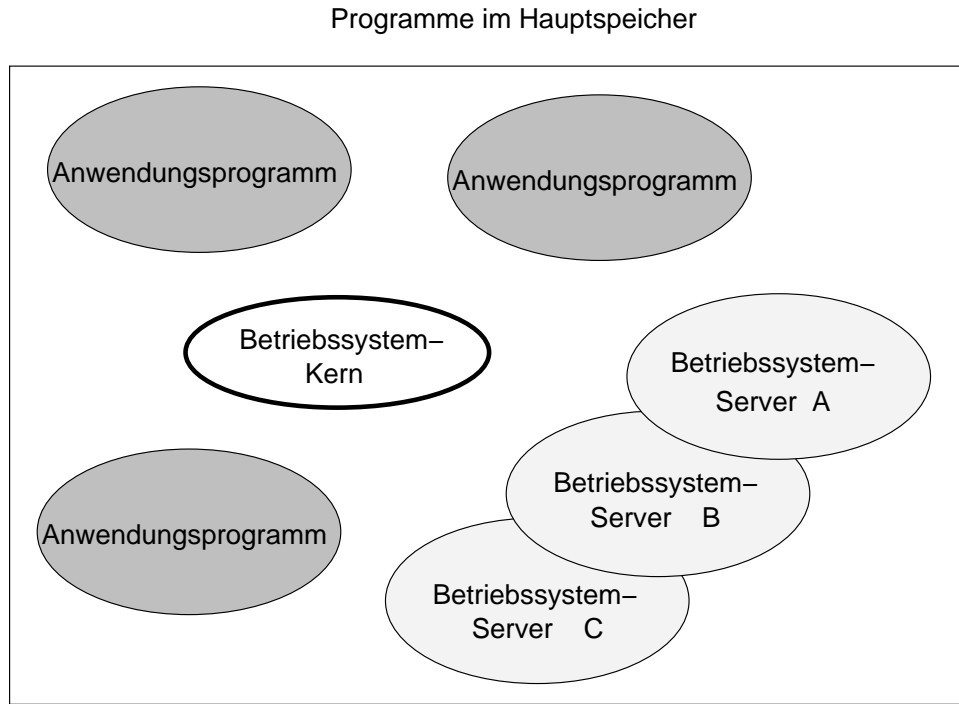 Programme im Hauptspeicher
Anwendungsprogramm
Anwendungsprogramm
Betriebssystem–
Kern
Betriebssystem–
Server A
Betriebssystem–
Server B
Anwendungsprogramm
Betriebssystem–
Server C